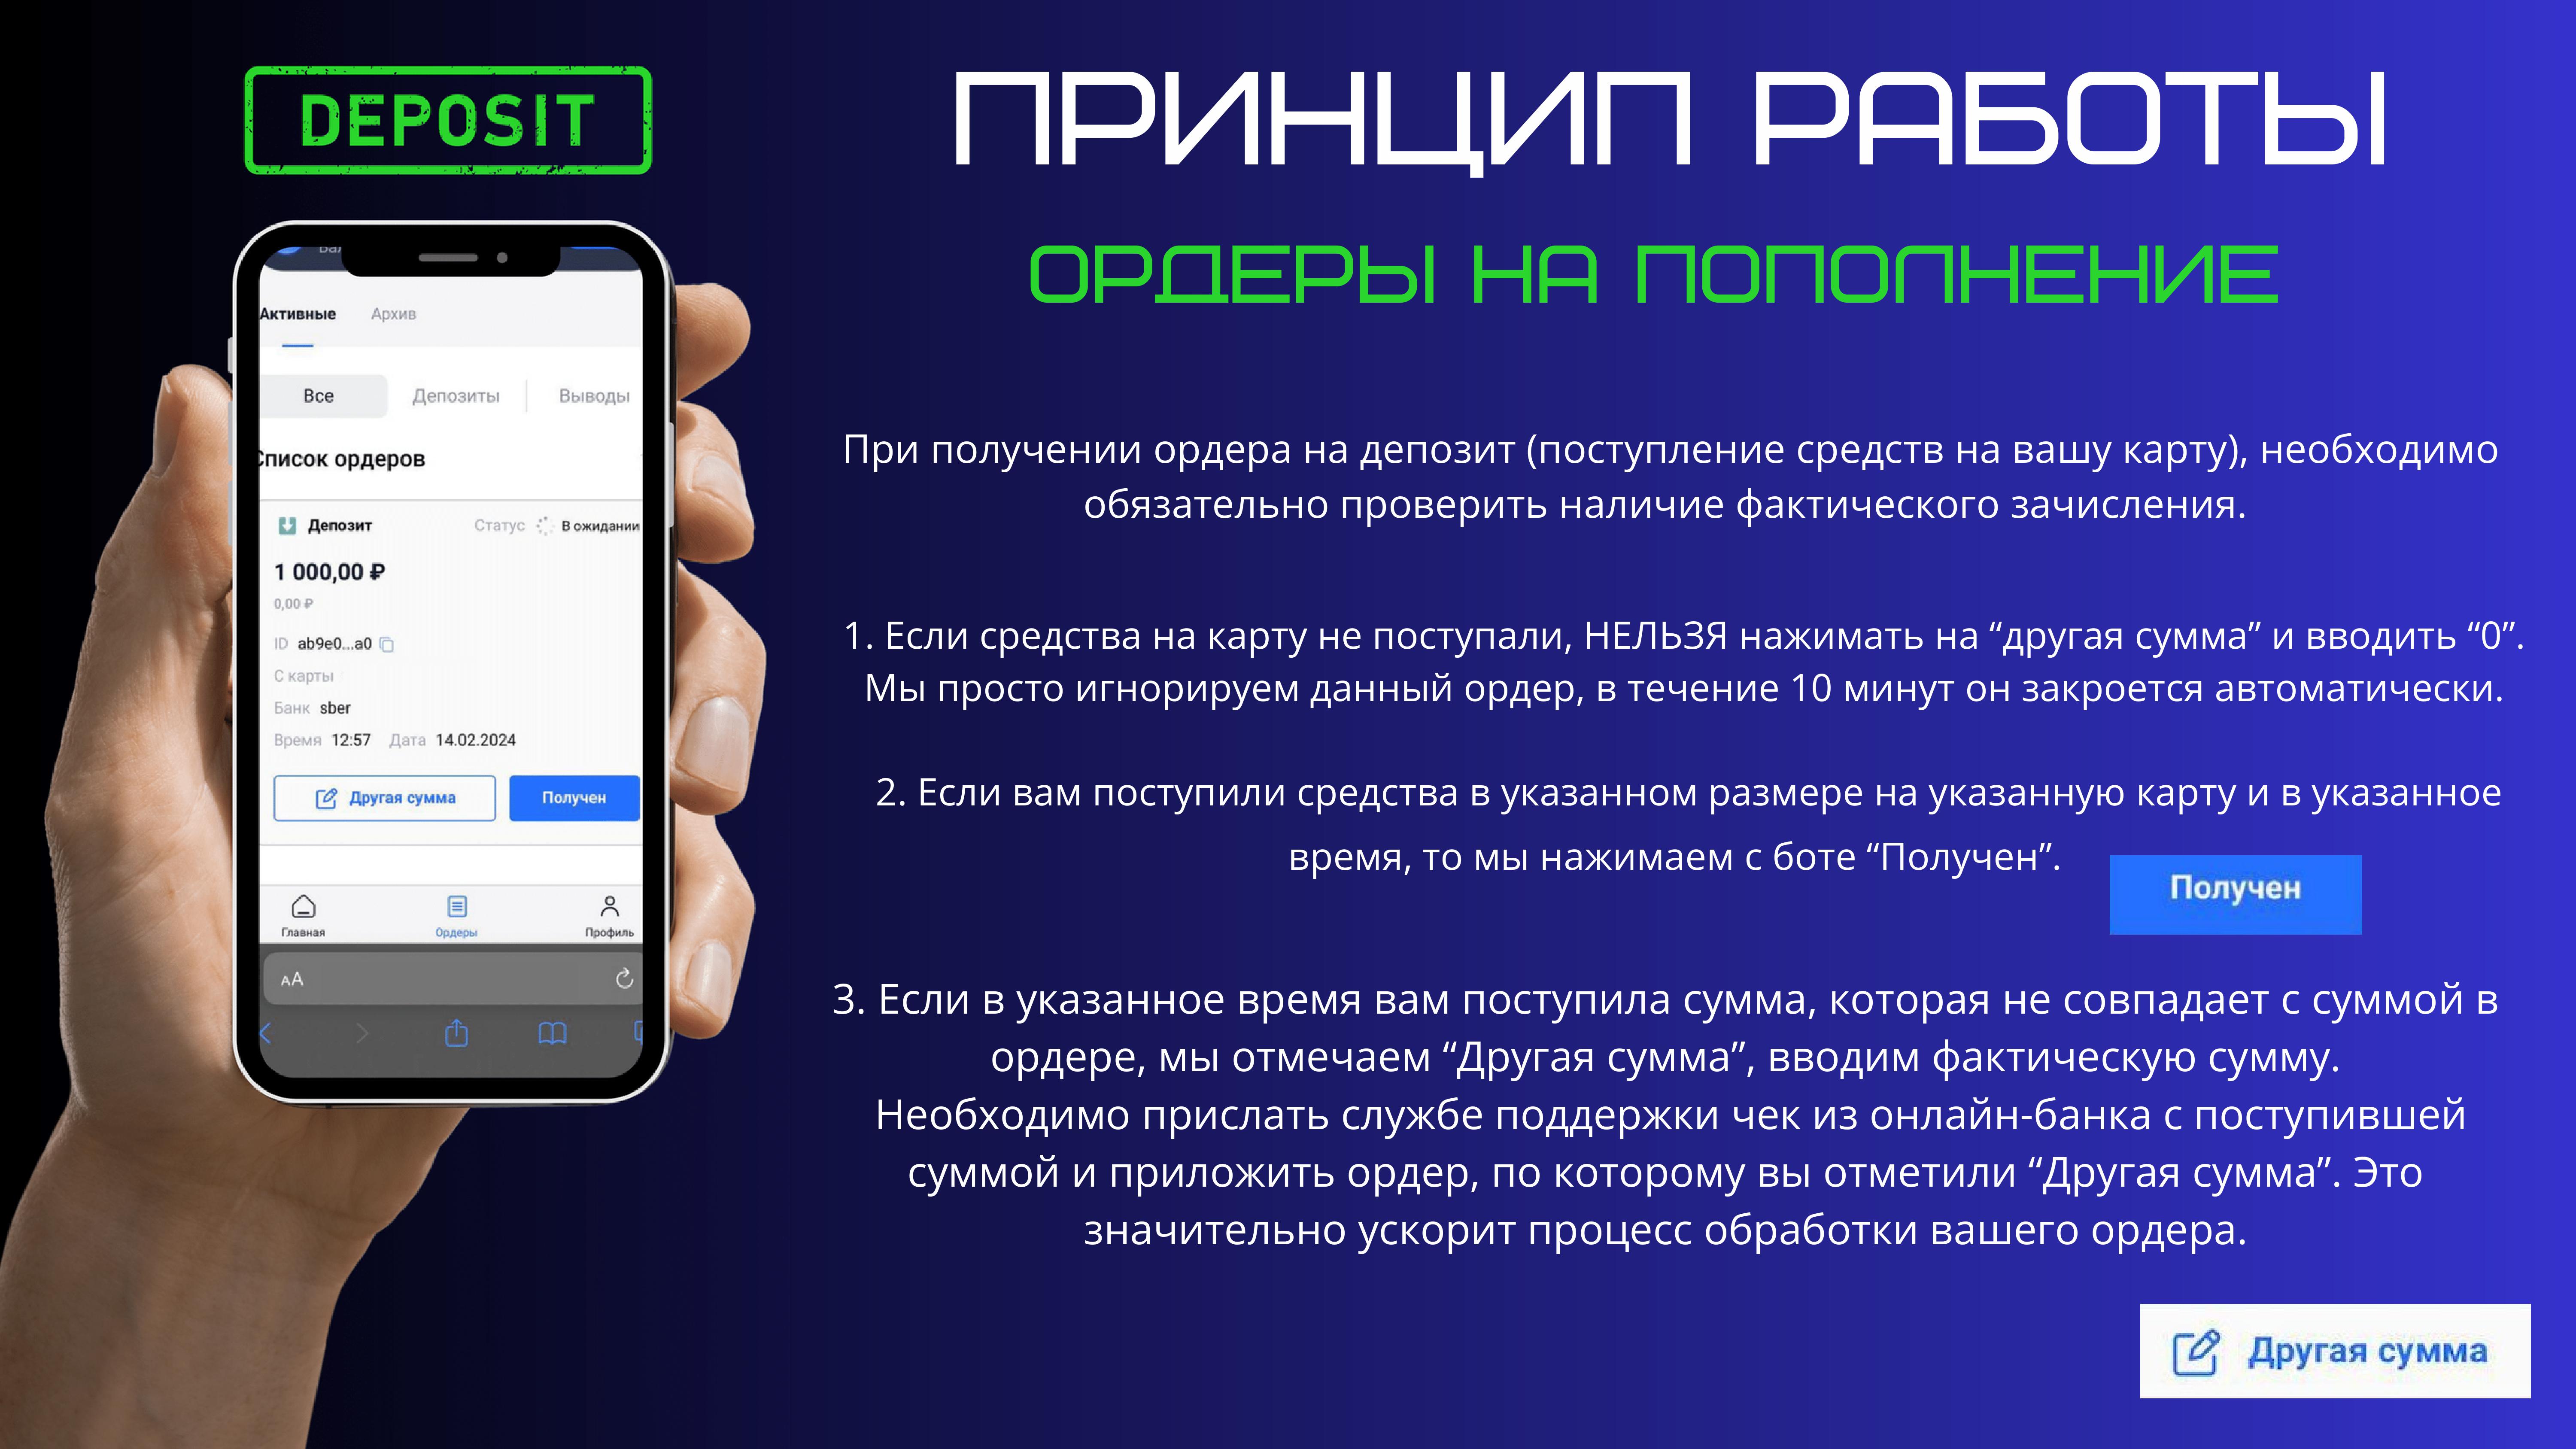 DEPOSIT
ПРИНЦИП РАБОТЫ
ОРДЕРЫ НА ПОПОЛНЕНИЕ
Активные Архив
Все Депозиты Выводы
Список ордеров
Депозит Статус В ожидании
1 000,00 ₽
0,00 ₽
ID ab9e0...a0
С карты
Банк sber
Время 12:57 Дата 14.02.2024
Другая сумма Получен
Главная Ордеры Профиль
AA
При получении ордера на депозит (поступление средств на вашу карту), необходимо
обязательно проверить наличие фактического зачисления.
1. Если средства на карту не поступали, НЕЛЬЗЯ нажимать на “другая сумма” и вводить “0”.
Мы просто игнорируем данный ордер, в течение 10 минут он закроется автоматически.
2. Если вам поступили средства в указанном размере на указанную карту и в указанное
время, то мы нажимаем с боте “Получен”.
Получен
3. Если в указанное время вам поступила сумма, которая не совпадает с суммой в
ордере, мы отмечаем “Другая сумма”, вводим фактическую сумму.
Необходимо прислать службе поддержки чек из онлайн-банка с поступившей
суммой и приложить ордер, по которому вы отметили “Другая сумма”. Это
значительно ускорит процесс обработки вашего ордера.
Другая сумма